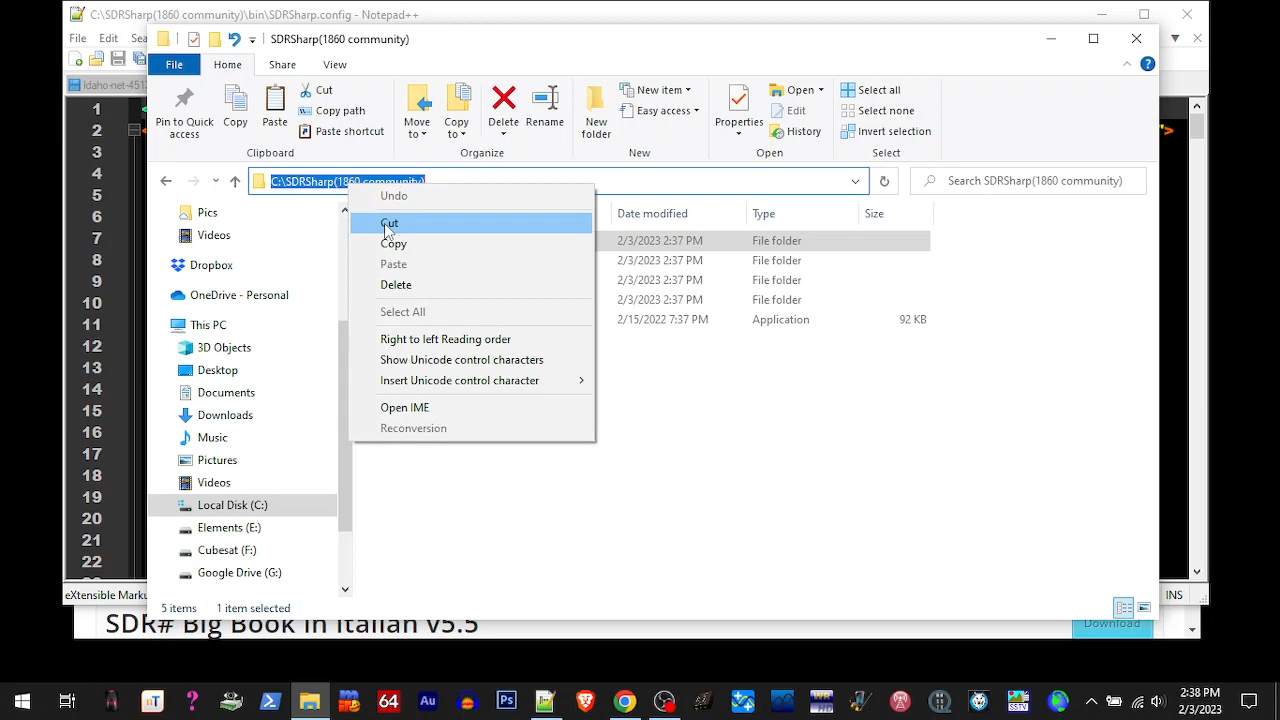 C:\SDRSharp(1860 community)\bin\SDRSharp.config - Notepad++
File Edit Sea
SDRSharp(1860 community)
File Home Share View
Idaho-net-451
Pin to Quick access
Copy
Paste
Cut
Copy path
Paste shortcut
Clipboard
Move to
Copy to
Delete
Rename
Organize
New folder
New item
Easy access
New
Properties
Open
Edit
History
Open
Select all
Select none
Invert selection
Select
C:\SDRSharp(1860 community)
Search SDRSharp(1860 community)
Date modified Type Size
2/3/2023 2:37 PM File folder
2/3/2023 2:37 PM File folder
2/3/2023 2:37 PM File folder
2/3/2023 2:37 PM File folder
2/15/2022 7:37 PM Application 92 KB
Undo
Cut
Copy
Paste
Delete
Select All
Right to left Reading order
Show Unicode control characters
Insert Unicode control character
Open IME
Reconversion
Pics
Videos
Dropbox
OneDrive - Personal
This PC
3D Objects
Desktop
Documents
Downloads
Music
Pictures
Videos
Local Disk (C:)
Elements (E:)
Cubesat (F:)
Google Drive (G:)
1
2
3
4
5
6
7
8
9
10
11
12
13
14
15
16
17
18
19
20
21
22
5 items 1 item selected
eXtensible Marku
INS
SDR# Big Book in Italian v5.5
Download
nT
64
Au
Ps
SSTV
2:38 PM
2/3/2023